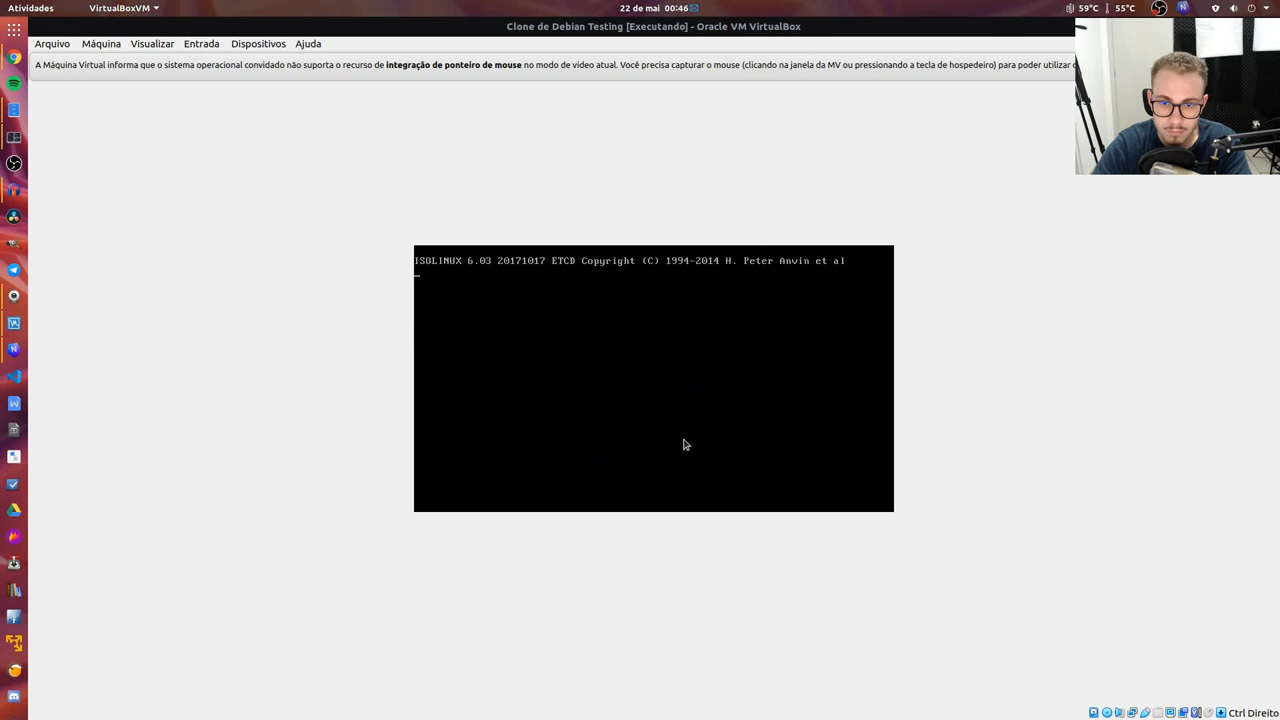 Atividades
VirtualBoxVM
22 de mai 00:46
59°C
55°C
Clone de Debian Testing [Executando] - Oracle VM VirtualBox
Arquivo Máquina Visualizar Entrada Dispositivos Ajuda
A Máquina Virtual informa que o sistema operacional convidado não suporta o recurso de integração de ponteiro de mouse no modo de vídeo atual. Você precisa capturar o mouse (clicando na janela da MV ou pressionando a tecla de hospedeiro) para poder utilizar
ISOLINUX 6.03 20171017 ETCD Copyright (C) 1994-2014 H. Peter Anvin et al
Ctrl Direito